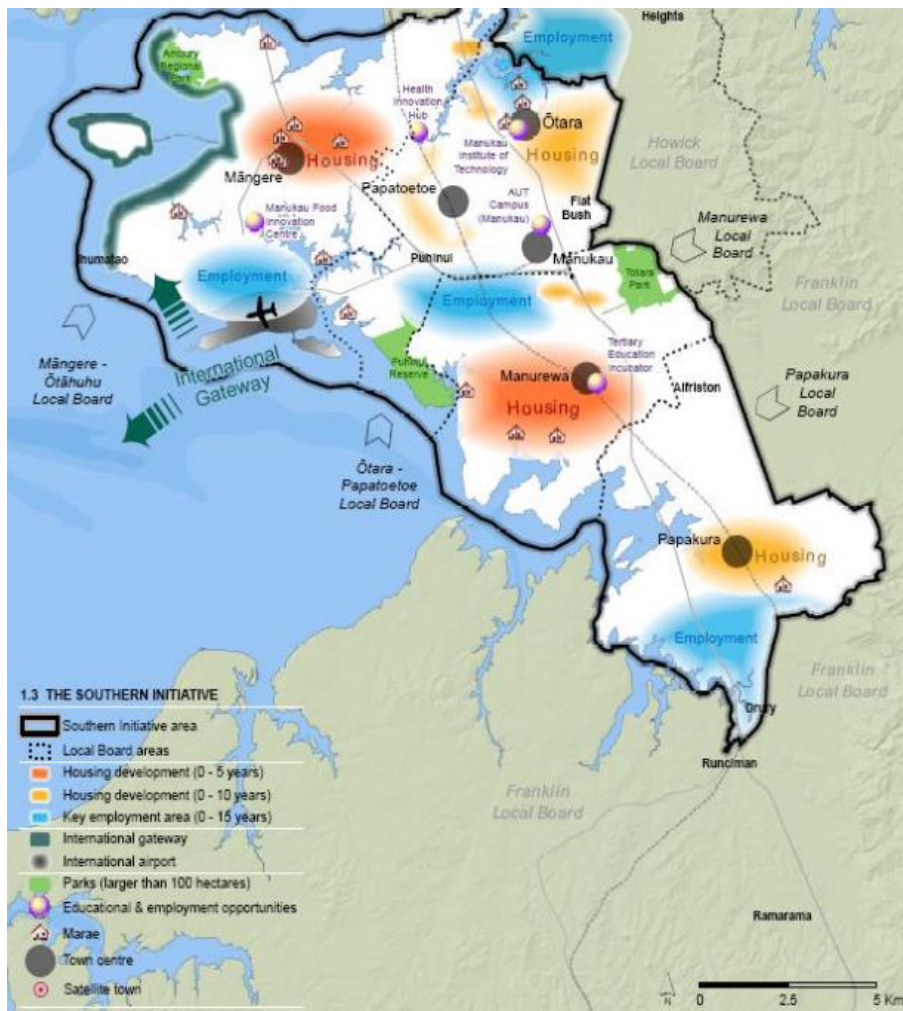 Heights
Employment
Ambury
Regional
Park
Health
Innovation
Hub
Ōtara
Housing
Manukau
Institute of
Technology
Howick
Local Board
Housing
Māngere
Papatoetoe
AUT
Campus
(Manukau)
Flat
Bush
Manukau Food
Innovation
Centre
Manurewa
Local
Board
Ihumatao
Puhinui
Manukau
Totara
Park
Franklin
Local Board
Employment
Employment
Māngere -
Ōtāhuhu
Local Board
International
Gateway
Puhinui
Reserve
Tertiary
Education
Incubator
Manurewa
Alfriston
Housing
Papakura
Local
Board
Ōtara -
Papatoetoe
Local Board
Papakura
Housing
Employment
Franklin
Local Board
Drury
Runciman
Franklin
Local Board
Ramarama
1.3 THE SOUTHERN INITIATIVE
Southern Initiative area
Local Board areas
Housing development (0 - 5 years)
Housing development (0 - 10 years)
Key employment area (0 - 15 years)
International gateway
International airport
Parks (larger than 100 hectares)
Educational & employment opportunities
Marae
Town centre
Satellite town
N
0 2.5 5 Km